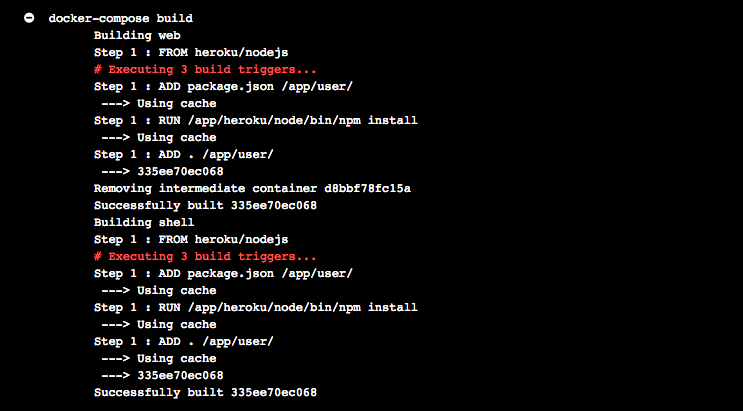 docker-compose build
Building web
Step 1 : FROM heroku/nodejs
# Executing 3 build triggers...
Step 1 : ADD package.json /app/user/
---> Using cache
Step 1 : RUN /app/heroku/node/bin/npm install
---> Using cache
Step 1 : ADD . /app/user/
---> 335ee70ec068
Removing intermediate container d8bbf78fc15a
Successfully built 335ee70ec068
Building shell
Step 1 : FROM heroku/nodejs
# Executing 3 build triggers...
Step 1 : ADD package.json /app/user/
---> Using cache
Step 1 : RUN /app/heroku/node/bin/npm install
---> Using cache
Step 1 : ADD . /app/user/
---> Using cache
---> 335ee70ec068
Successfully built 335ee70ec068